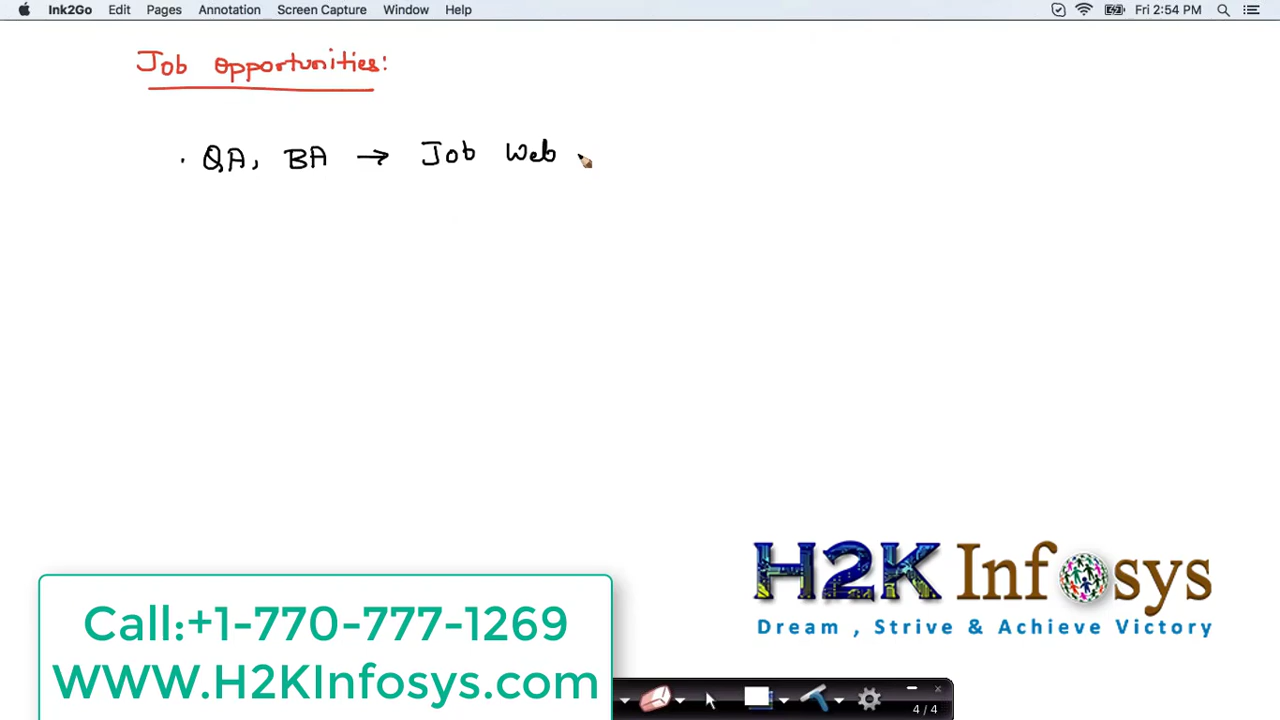 Ink2Go Edit Pages Annotation Screen Capture Window Help Fri 2:54 PM
Job opportunities:
· QA, BA → Job Web
H2K Infosys
Dream , Strive & Achieve Victory
Call:+1-770-777-1269
WWW.H2KInfosys.com
4 / 4